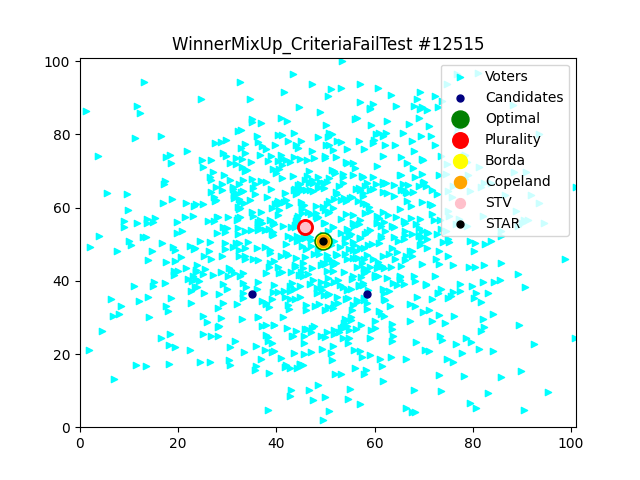 WinnerMixUp_CriteriaFailTest #12515
100
80
60
40
20
0
0
20
40
60
80
100
Voters
Candidates
Optimal
Plurality
Borda
Copeland
STV
STAR